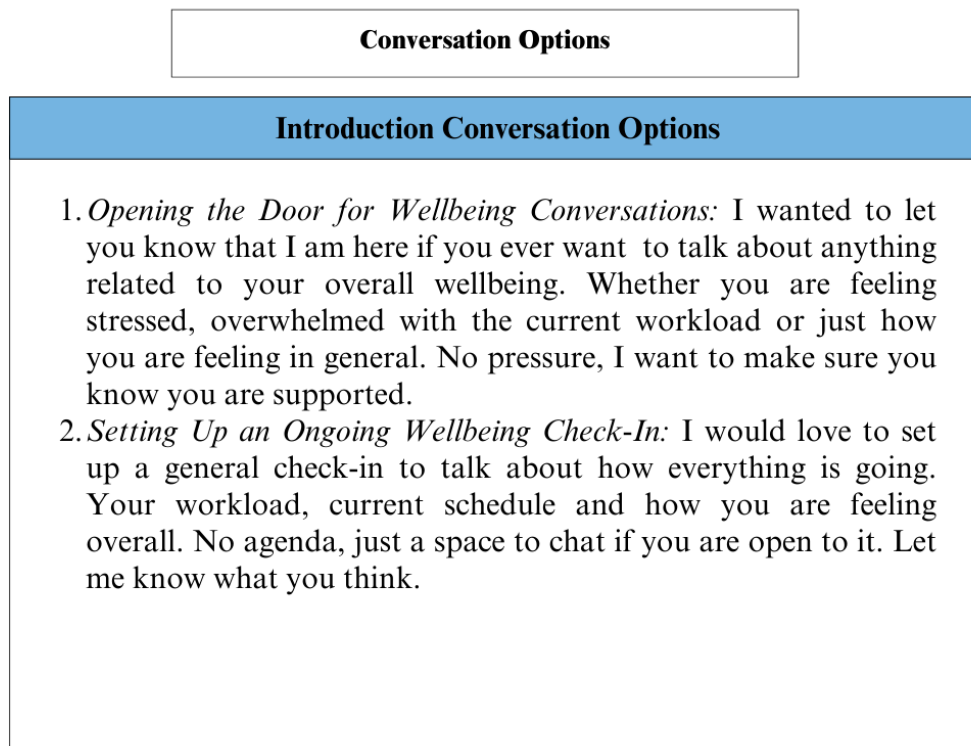 Conversation Options
Introduction Conversation Options
1. Opening the Door for Wellbeing Conversations: I wanted to let
you know that I am here if you ever want to talk about anything
related to your overall wellbeing. Whether you are feeling
stressed, overwhelmed with the current workload or just how
you are feeling in general. No pressure, I want to make sure you
know you are supported.
2. Setting Up an Ongoing Wellbeing Check-In: I would love to set
up a general check-in to talk about how everything is going.
Your workload, current schedule and how you are feeling
overall. No agenda, just a space to chat if you are open to it. Let
me know what you think.